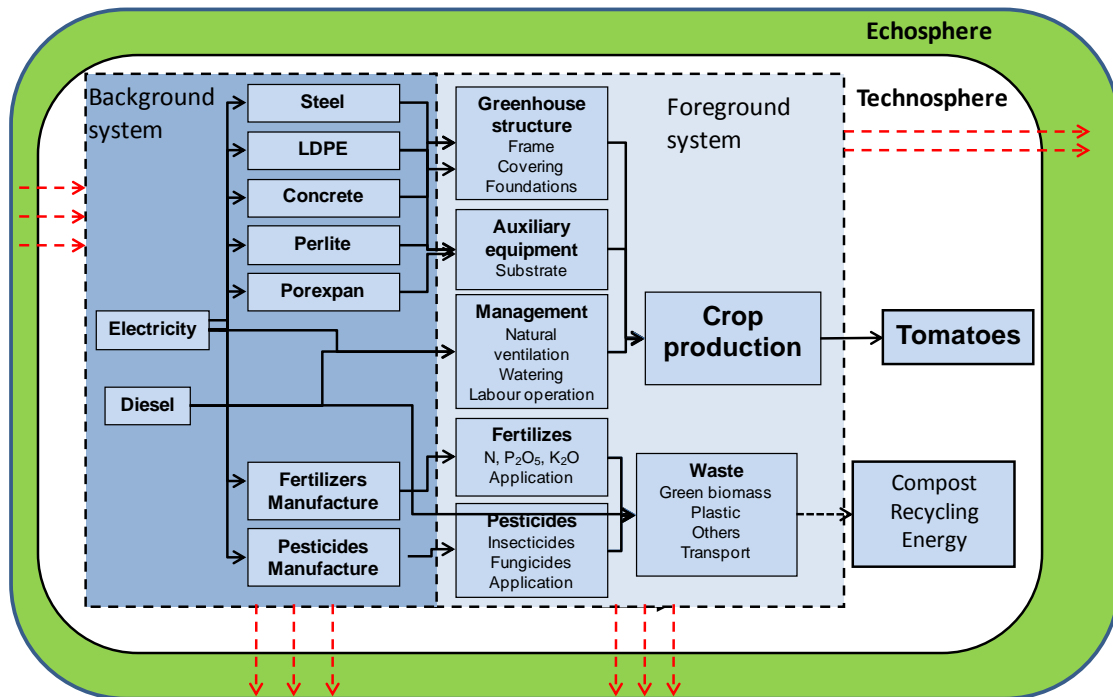 Echosphere
Technosphere
Background
system
Foreground
system
Steel
LDPE
Concrete
Perlite
Porexpan
Electricity
Diesel
Fertilizers
Manufacture
Pesticides
Manufacture
Greenhouse
structure
Frame
Covering
Foundations
Auxiliary
equipment
Substrate
Management
Natural
ventilation
Watering
Labour operation
Fertilizes
N, P₂O₅, K₂O
Application
Pesticides
Insecticides
Fungicides
Application
Crop
production
Waste
Green biomass
Plastic
Others
Transport
Tomatoes
Compost
Recycling
Energy